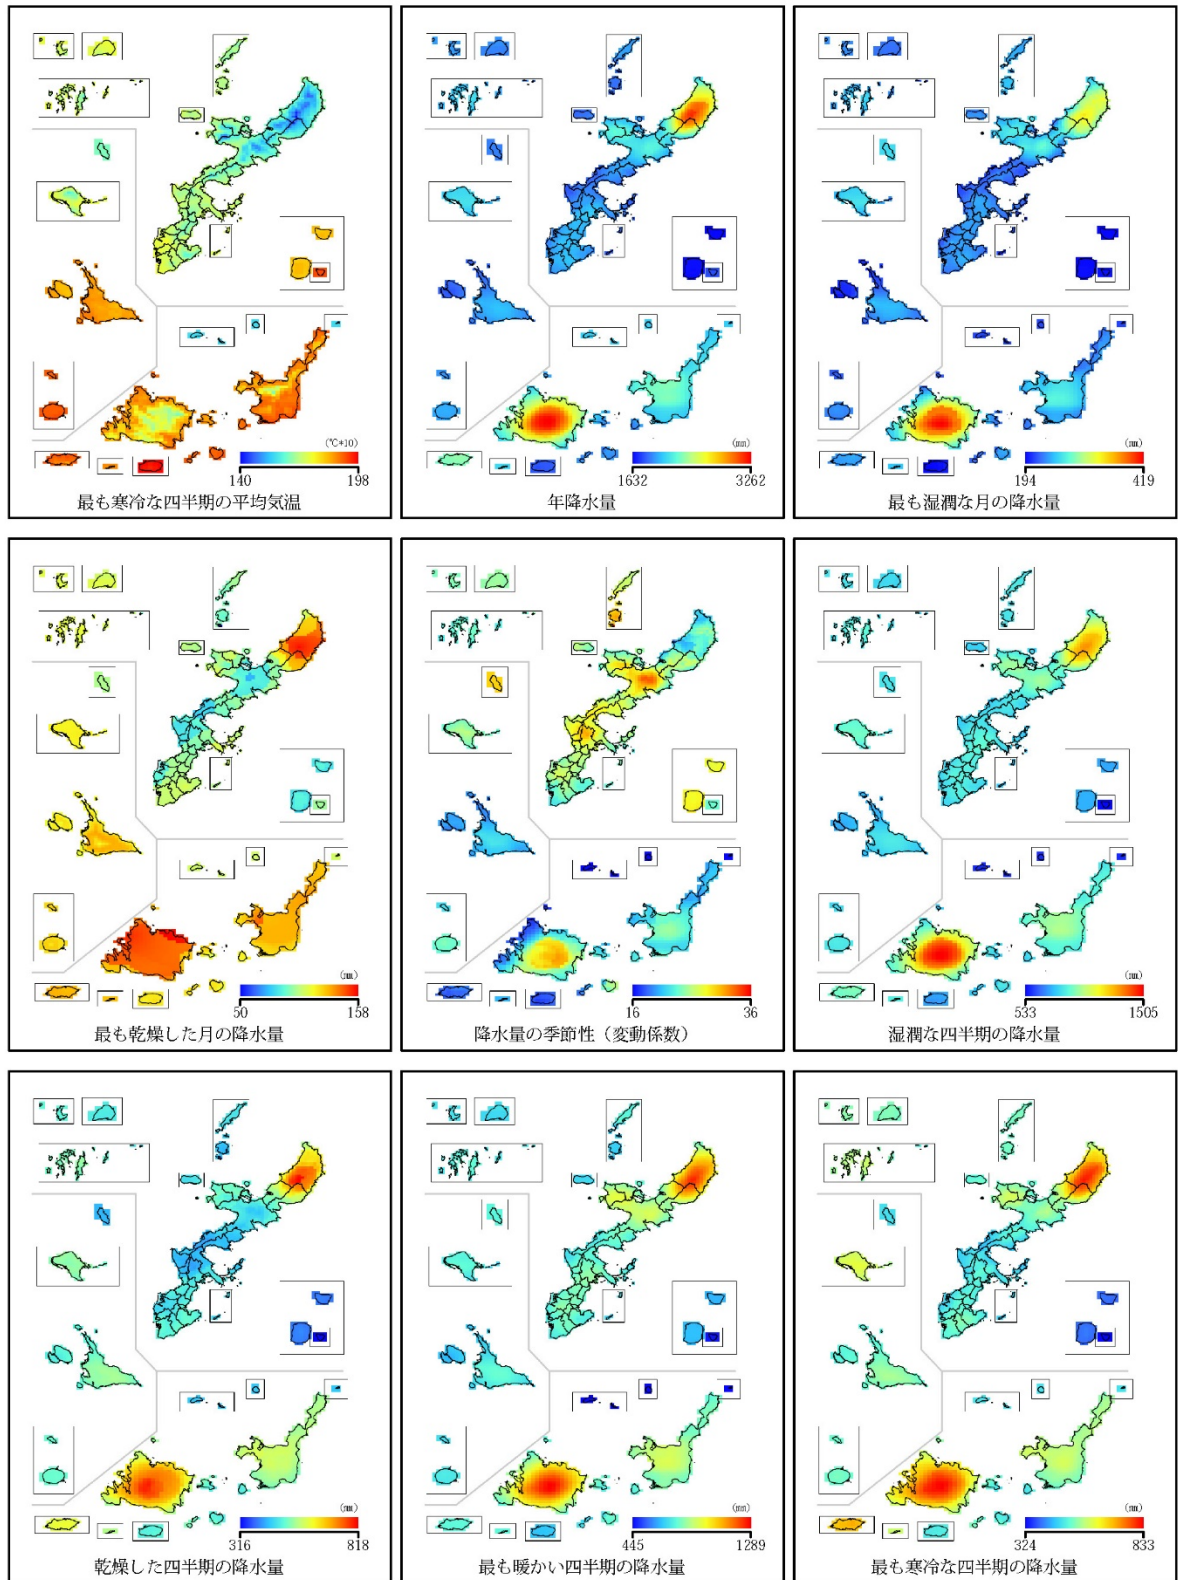 (℃*10)
140 198
最も寒冷な四半期の平均気温
(mm)
1632 3262
年降水量
(mm)
194 419
最も湿潤な月の降水量
(mm)
50 158
最も乾燥した月の降水量
16 36
降水量の季節性（変動係数）
(mm)
533 1505
湿潤な四半期の降水量
(mm)
316 818
乾燥した四半期の降水量
(mm)
445 1289
最も暖かい四半期の降水量
(mm)
324 833
最も寒冷な四半期の降水量